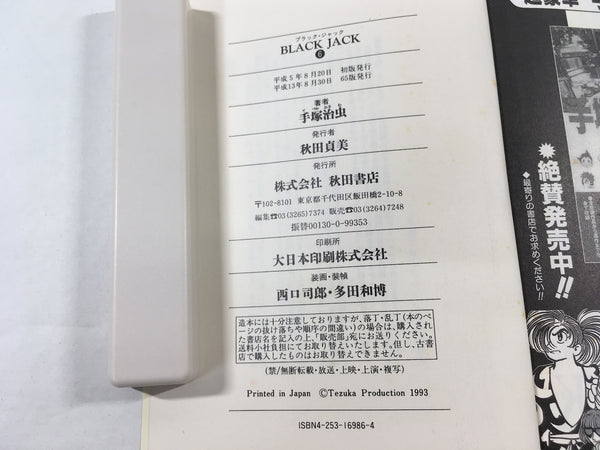 ブラック・ジャック
BLACK JACK
6
平成5年8月20日 初版発行
平成13年8月30日 65版発行
著者
手塚治虫
発行者
秋田貞美
発行所
株式会社 秋田書店
〒102-8101 東京都千代田区飯田橋2-10-8
編集☎03(3265)7374 販売☎03(3264)7248
振替00130-0-99353
印刷所
大日本印刷株式会社
装画・装幀
西口司郎・多田和博
造本には十分注意しておりますが、落丁・乱丁(本のペー
ジの抜け落ちや順序の間違い)の場合は、購入され
た書店名を記入の上、「販売部」宛にお送りください。
送料小社負担にてお取り替えいたします。但し、古書
店で購入したものはお取り替えできません。
(禁/無断転載・放送・上映・上演・複写)
Printed in Japan ©Tezuka Production 1993
ISBN4-253-16986-4
絶賛発売中!!
●最寄りの書店でお求めください!!